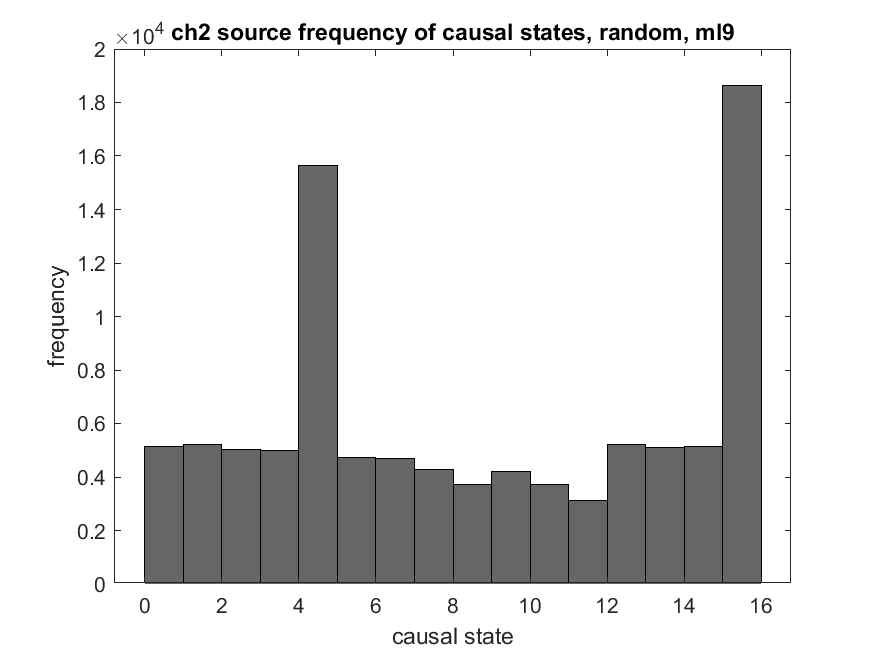 ×10⁴ ch2 source frequency of causal states, random, ml9
2
1.8
1.6
1.4
1.2
1
0.8
0.6
0.4
0.2
0
frequency
0 2 4 6 8 10 12 14 16
causal state